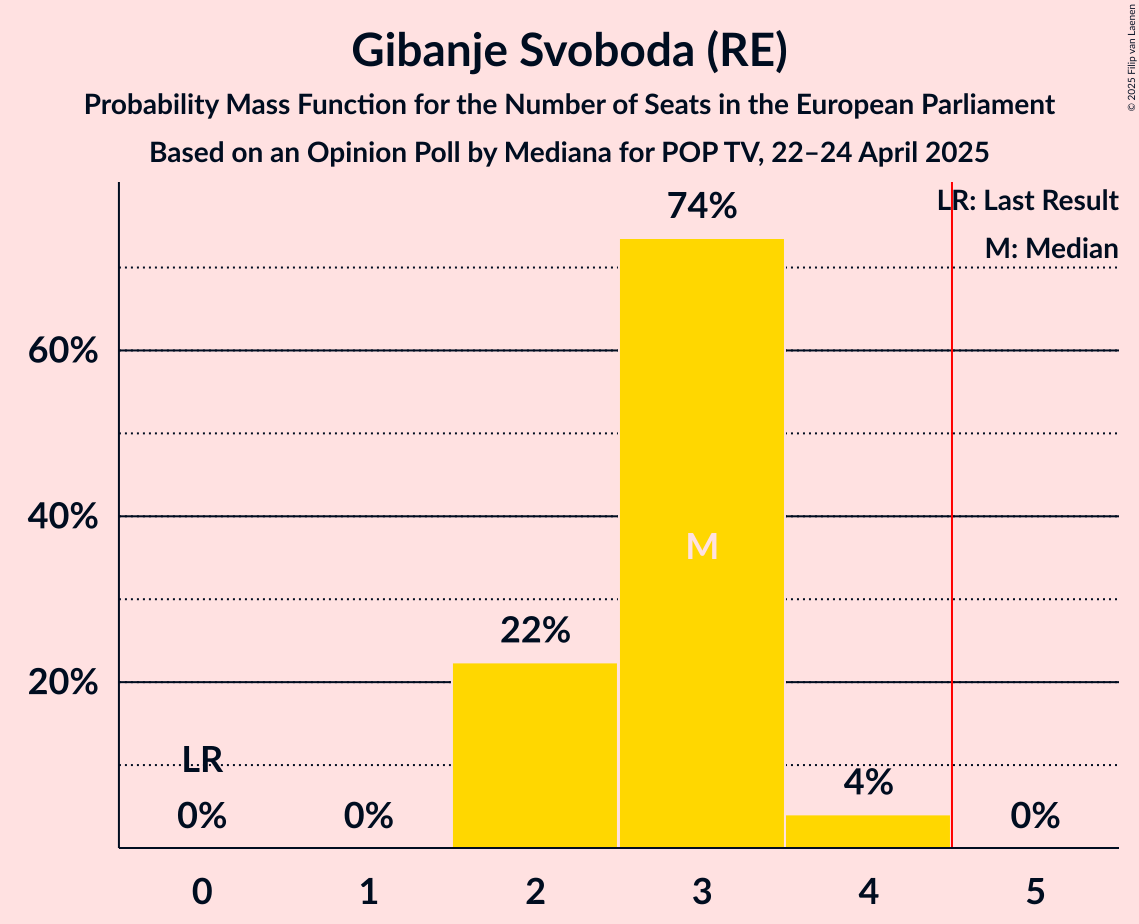 Gibanje Svoboda (RE)
Probability Mass Function for the Number of Seats in the European Parliament
Based on an Opinion Poll by Mediana for POP TV, 22–24 April 2025
© 2025 Filip van Laenen
LR: Last Result
M: Median
74%
60%
40%
M
22%
20%
LR
4%
0%
0%
0%
0
1
2
3
4
5